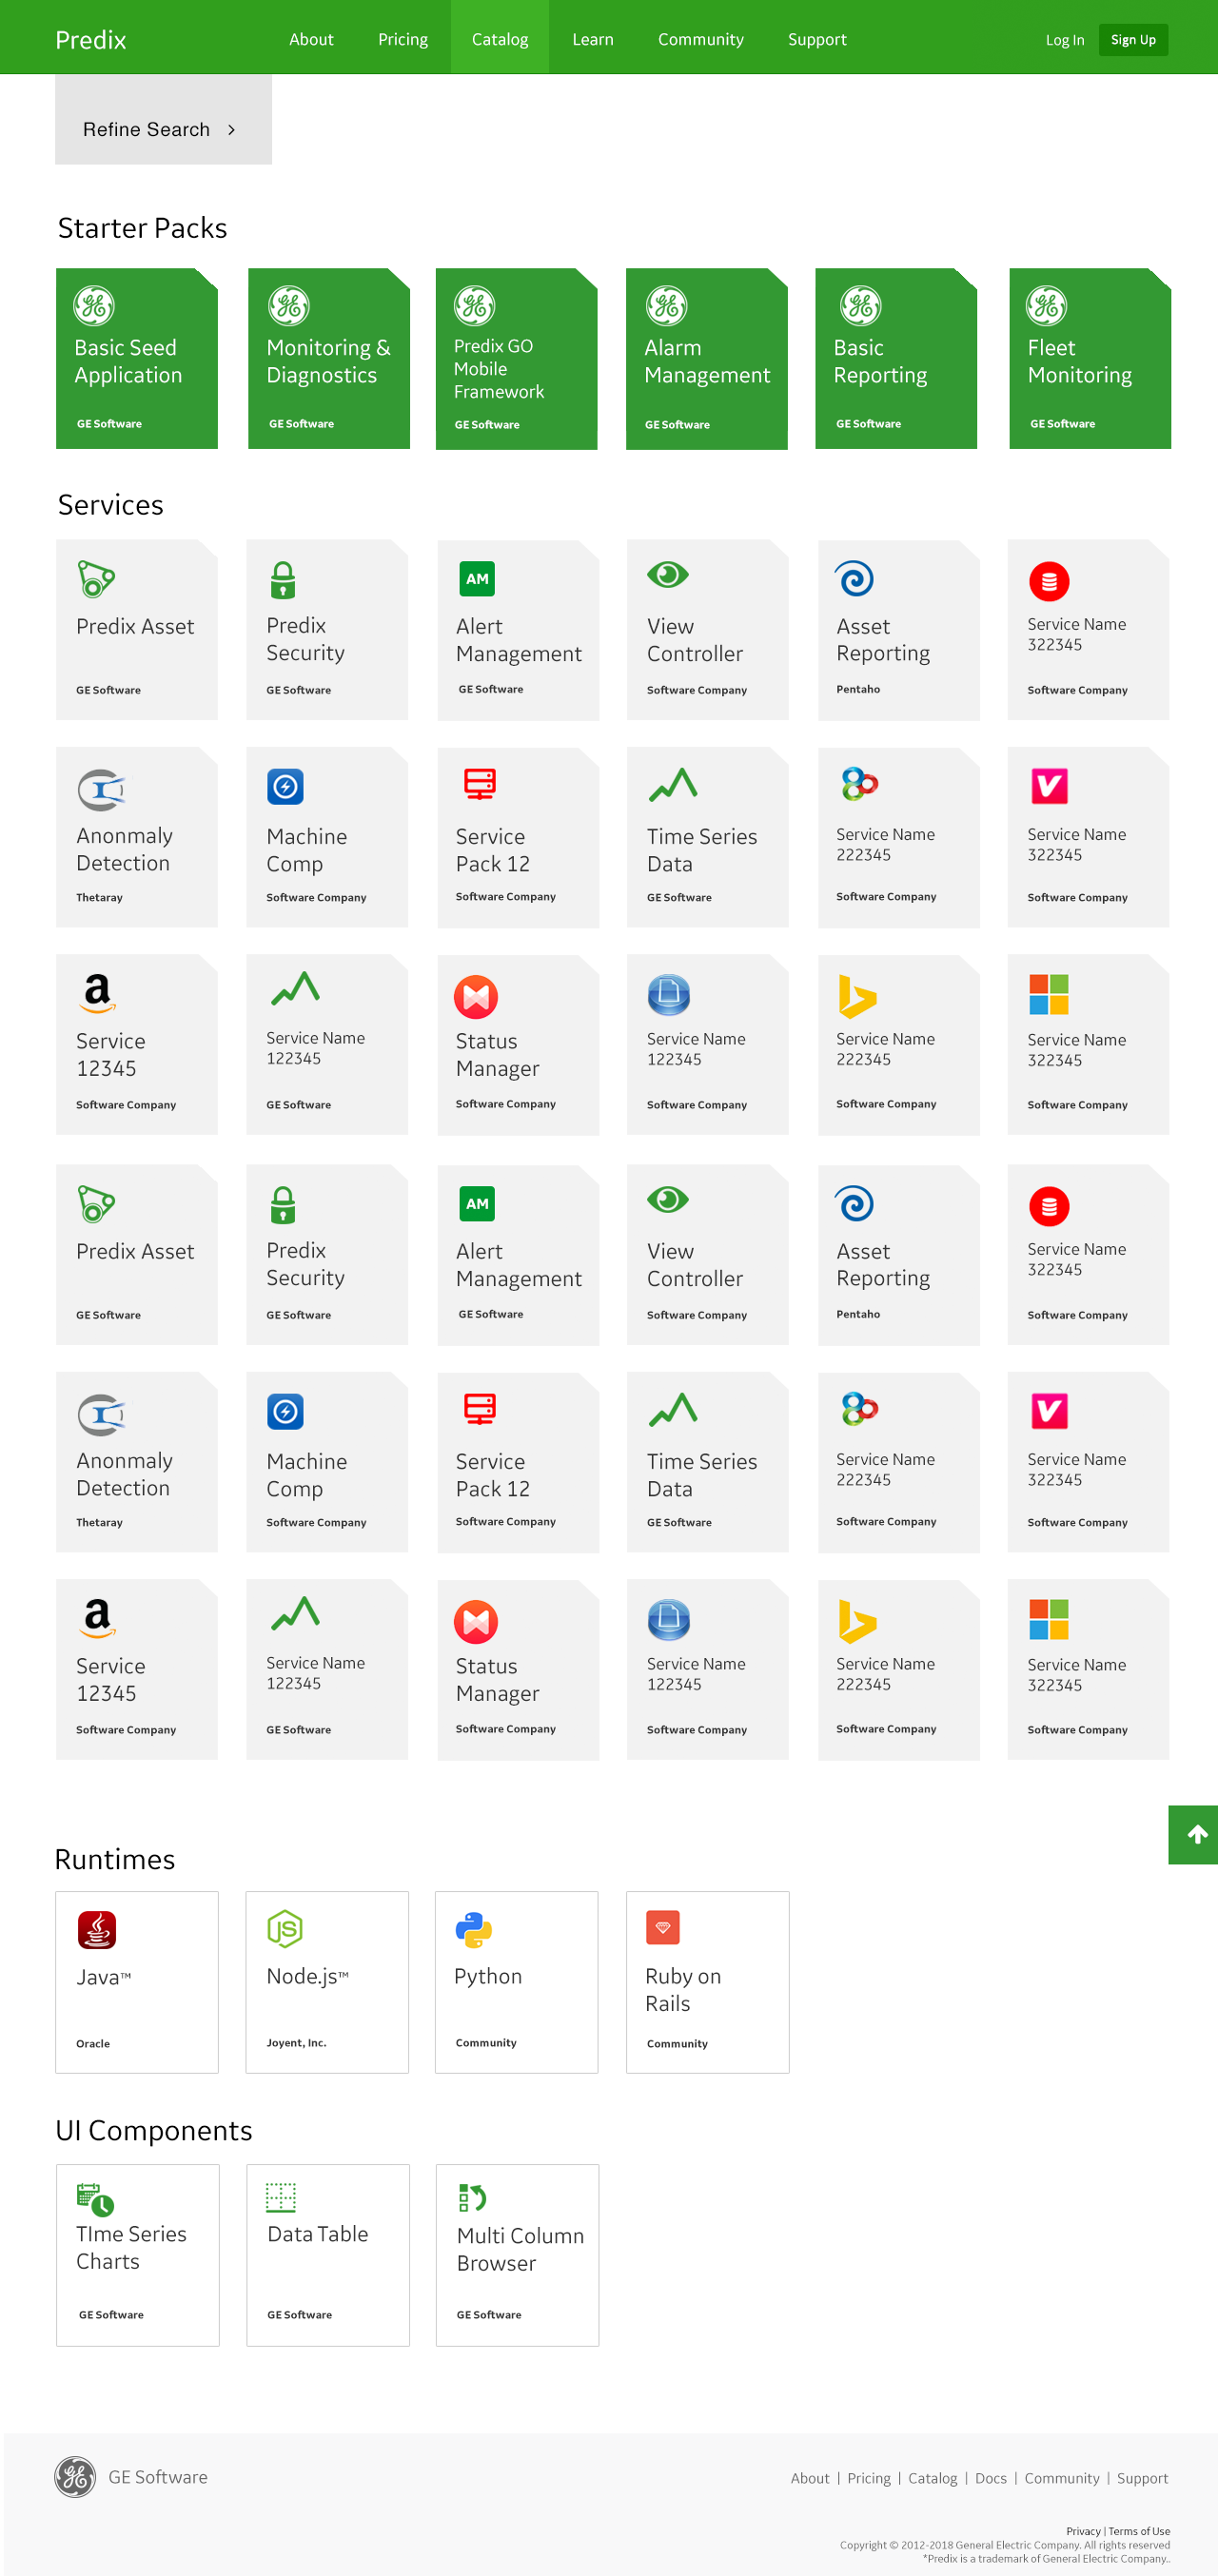 Predix
About Pricing Catalog Learn Community Support
Log In Sign Up
Refine Search
Starter Packs
Basic Seed
Application
GE Software
Monitoring &
Diagnostics
GE Software
Predix GO
Mobile
Framework
GE Software
Alarm
Management
GE Software
Basic
Reporting
GE Software
Fleet
Monitoring
GE Software
Services
Predix Asset
GE Software
Predix
Security
GE Software
AM
Alert
Management
GE Software
View
Controller
Software Company
Asset
Reporting
Pentaho
Service Name
322345
Software Company
Anonmaly
Detection
Thetaray
Machine
Comp
Software Company
Service
Pack 12
Software Company
Time Series
Data
GE Software
Service Name
222345
Software Company
Service Name
322345
Software Company
a
Service
12345
Software Company
Service Name
122345
GE Software
Status
Manager
Software Company
Service Name
122345
Software Company
Service Name
222345
Software Company
Service Name
322345
Software Company
Predix Asset
GE Software
Predix
Security
GE Software
AM
Alert
Management
GE Software
View
Controller
Software Company
Asset
Reporting
Pentaho
Service Name
322345
Software Company
Anonmaly
Detection
Thetaray
Machine
Comp
Software Company
Service
Pack 12
Software Company
Time Series
Data
GE Software
Service Name
222345
Software Company
Service Name
322345
Software Company
a
Service
12345
Software Company
Service Name
122345
GE Software
Status
Manager
Software Company
Service Name
122345
Software Company
Service Name
222345
Software Company
Service Name
322345
Software Company
Runtimes
Java™
Oracle
JS
Node.js™
Joyent, Inc.
Python
Community
Ruby on
Rails
Community
UI Components
TIme Series
Charts
GE Software
Data Table
GE Software
Multi Column
Browser
GE Software
GE Software
About | Pricing | Catalog | Docs | Community | Support
Privacy | Terms of Use
Copyright © 2012-2018 General Electric Company. All rights reserved
*Predix is a trademark of General Electric Company..